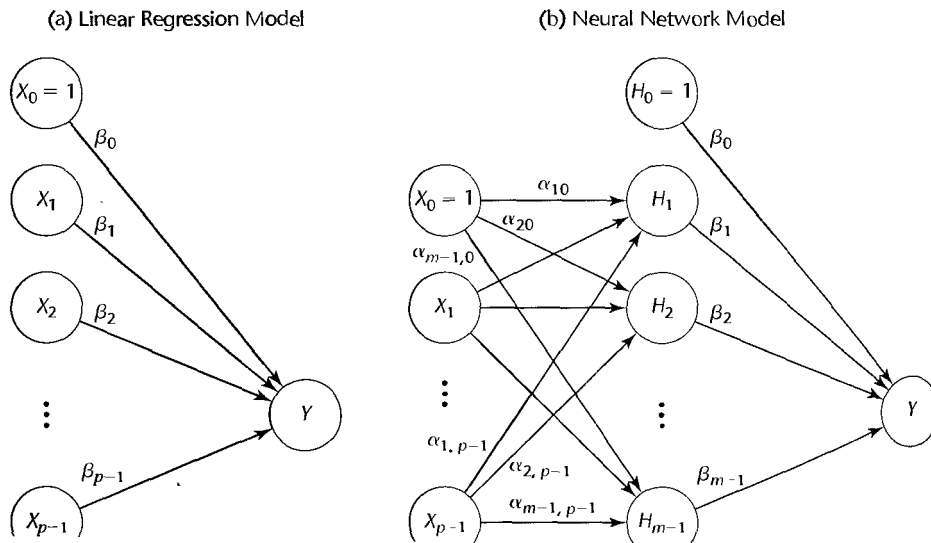 (a) Linear Regression Model
X₀ = 1
β₀
X₁
β₁
X₂
β₂
⋮
Y
βₚ₋₁
Xₚ₋₁
(b) Neural Network Model
H₀ = 1
β₀
X₀ = 1
α₁₀
H₁
α₂₀
β₁
αₘ₋₁,₀
X₁
H₂
β₂
⋮
⋮
Y
α₁, ₚ₋₁
α₂, ₚ₋₁
βₘ₋₁
αₘ₋₁, ₚ₋₁
Xₚ₋₁
Hₘ₋₁